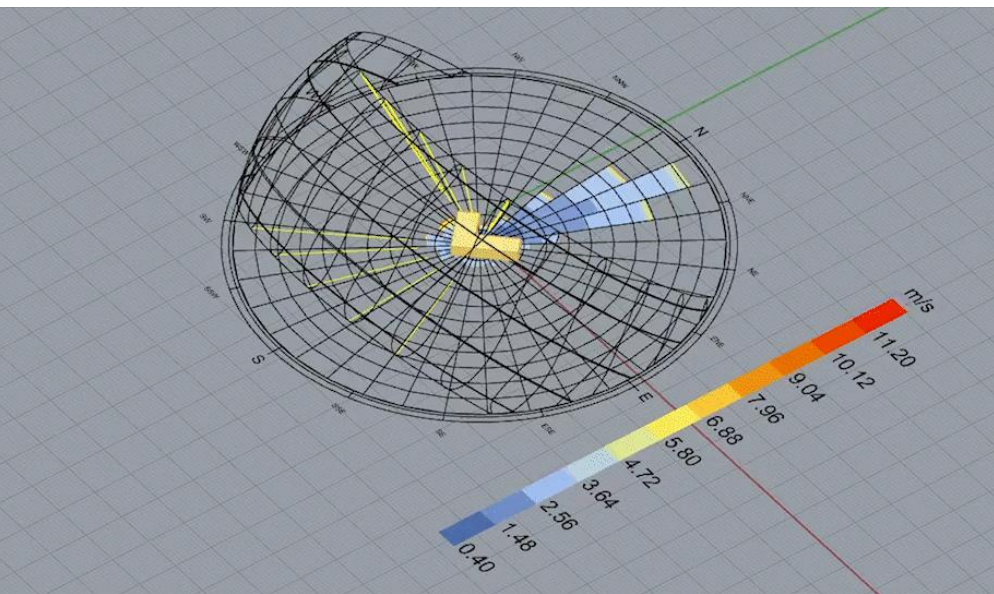 NW
NNW
N
NNE
NE
ENE
E
ESE
SE
SSE
S
SSW
SW
m/s
11.20
10.12
9.04
7.96
6.88
5.80
4.72
3.64
2.56
1.48
0.40